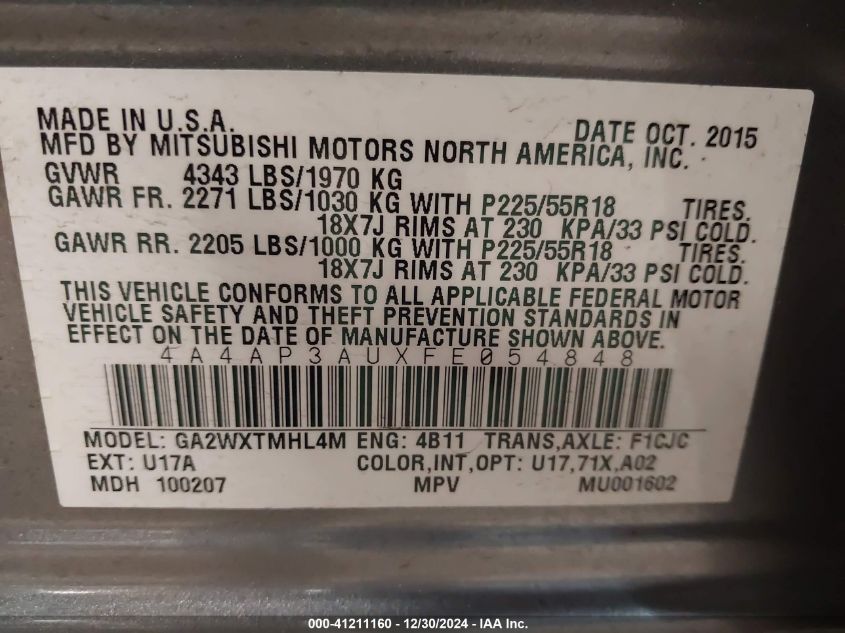 MADE IN U.S.A. DATE OCT. 2015
MFD BY MITSUBISHI MOTORS NORTH AMERICA, INC.
GVWR 4343 LBS/1970 KG
GAWR FR. 2271 LBS/1030 KG WITH P225/55R18 TIRES.
18X7J RIMS AT 230 KPA/33 PSI COLD.
GAWR RR. 2205 LBS/1000 KG WITH P225/55R18 TIRES.
18X7J RIMS AT 230 KPA/33 PSI COLD.
THIS VEHICLE CONFORMS TO ALL APPLICABLE FEDERAL MOTOR
VEHICLE SAFETY AND THEFT PREVENTION STANDARDS IN
EFFECT ON THE DATE OF MANUFACTURE SHOWN ABOVE.
4A4AP3AUXFE054848
MODEL: GA2WXTMHL4M ENG: 4B11 TRANS,AXLE: F1CJC
EXT: U17A COLOR,INT,OPT: U17,71X,A02
MDH 100207 MPV MU001602
000-41211160 - 12/30/2024 - IAA Inc.